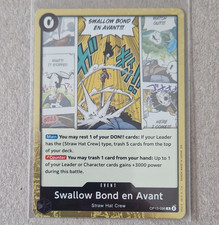 0
SWALLOW BOND
EN AVANT!!!
Main You may rest 1 of your DON!! cards: If your Leader
has the {Straw Hat Crew} type, trash 5 cards from the top
of your deck.
Counter You may trash 1 card from your hand: Up to 1 of
your Leader or Character cards gains +3000 power during
this battle.
EVENT
Swallow Bond en Avant
Straw Hat Crew